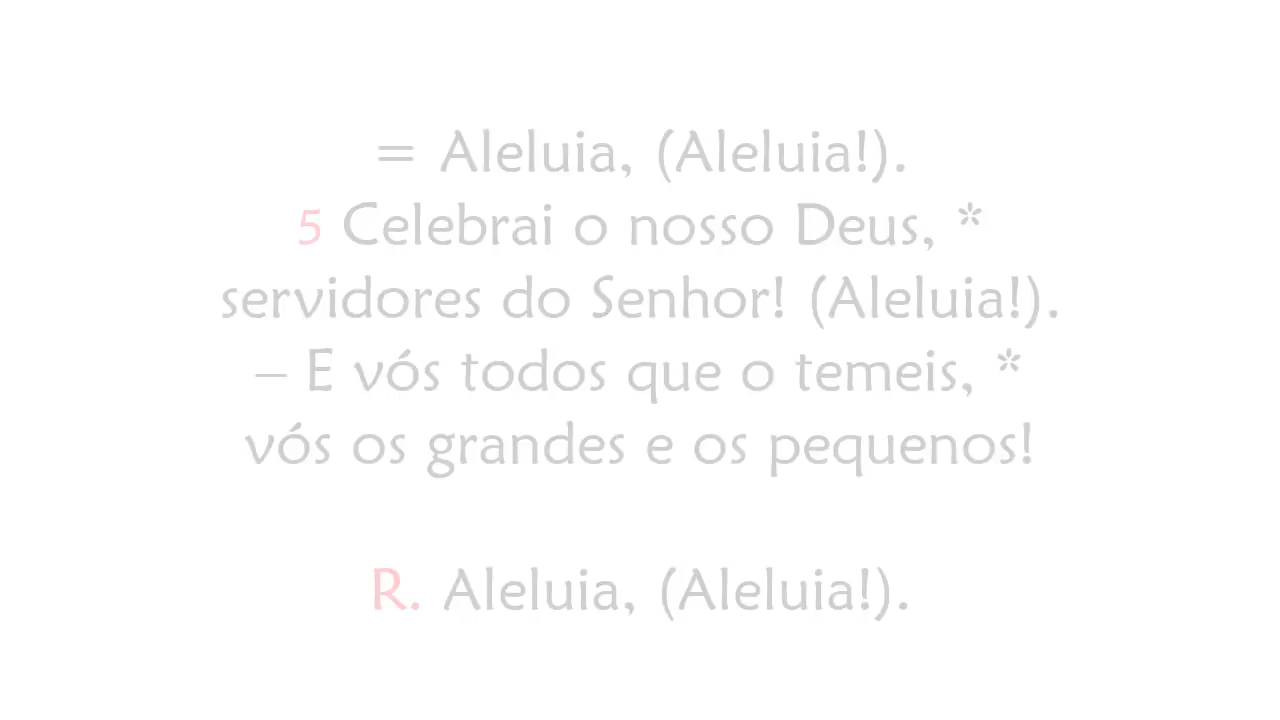 = Aleluia, (Aleluia!).
5 Celebrai o nosso Deus, *
servidores do Senhor! (Aleluia!).
– E vós todos que o temeis, *
vós os grandes e os pequenos!
R. Aleluia, (Aleluia!).